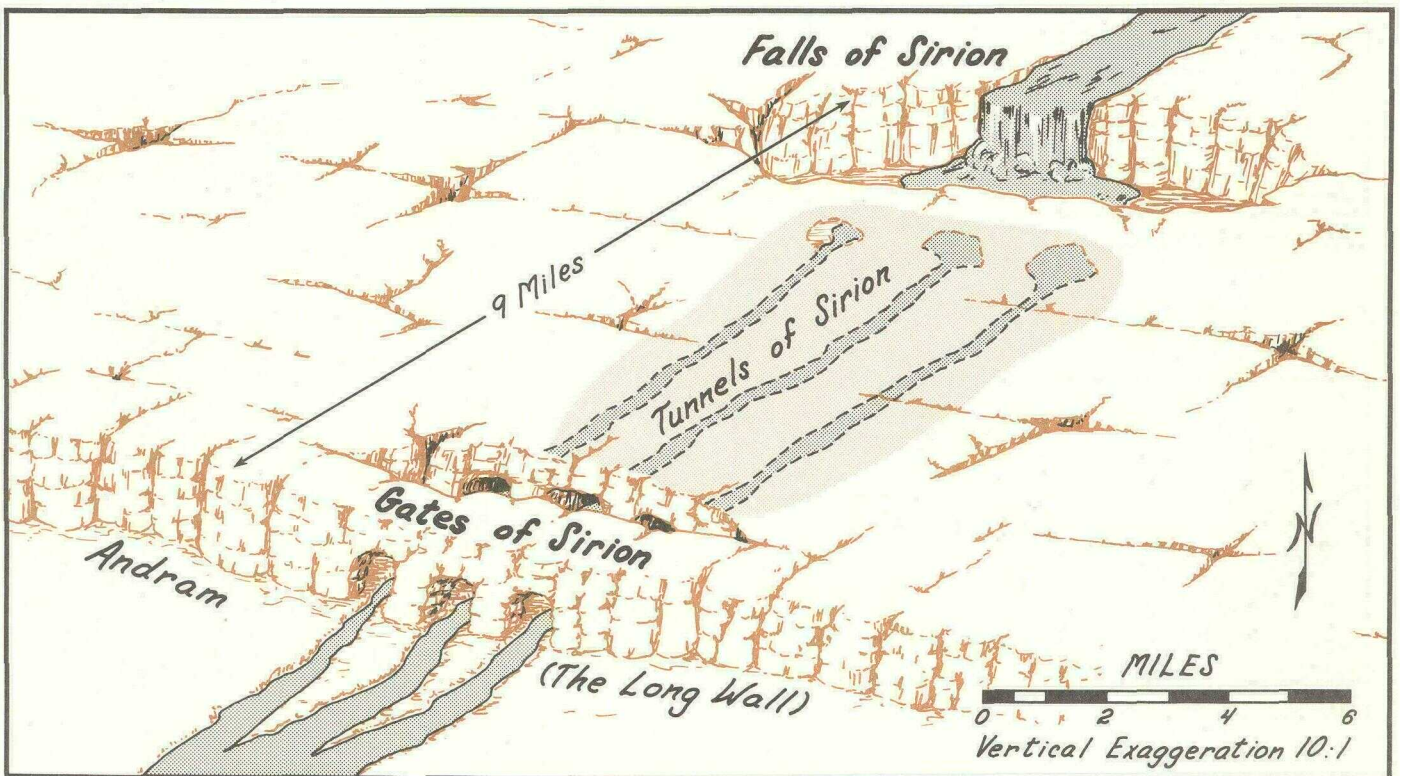 Falls of Sirion
9 Miles
Tunnels of Sirion
Gates of Sirion
Andram
(The Long Wall)
N
MILES
0 2 4 6
Vertical Exaggeration 10:1